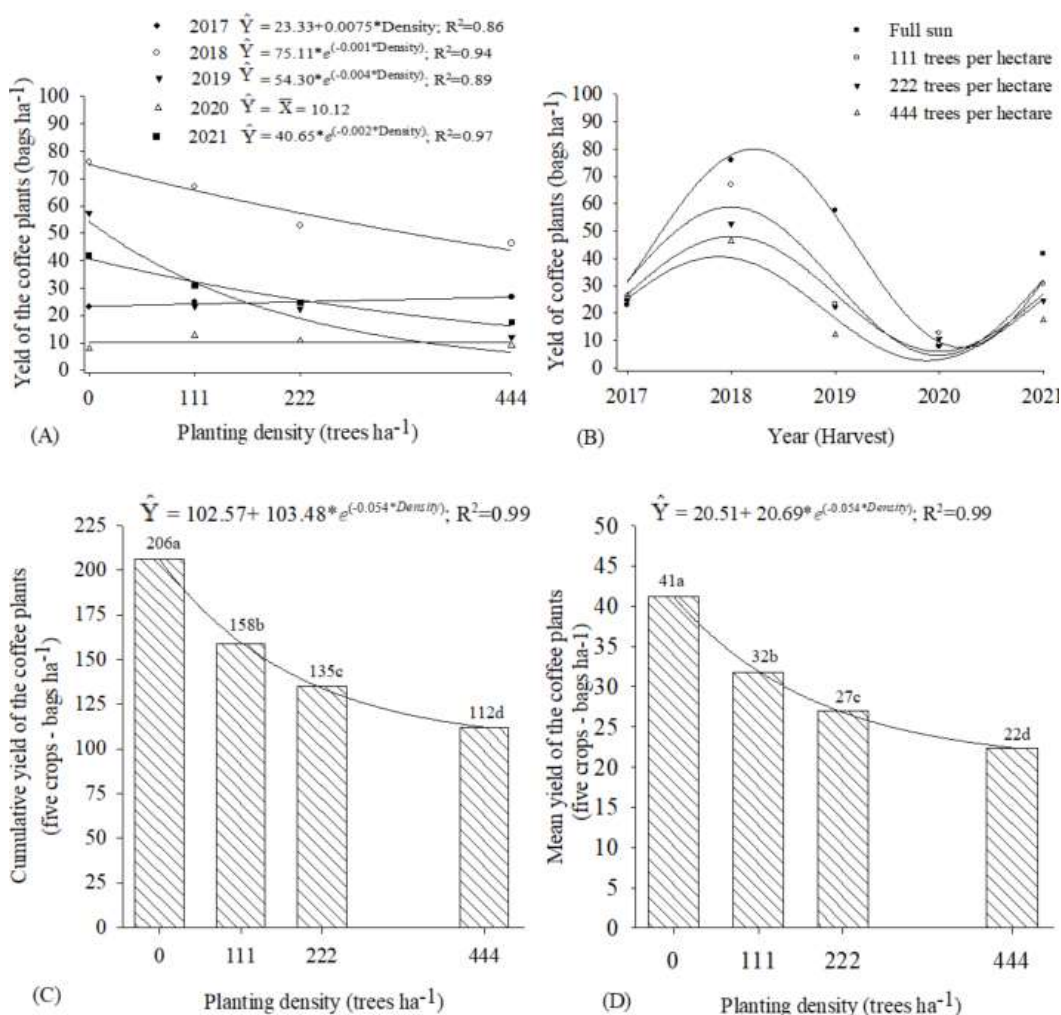 2017 Ŷ = 23.33+0.0075*Density; R²=0.86
2018 Ŷ = 75.11*e^(-0.001*Density); R²=0.94
2019 Ŷ = 54.30*e^(-0.004*Density); R²=0.89
2020 Ŷ = X̅ = 10.12
2021 Ŷ = 40.65*e^(-0.002*Density); R²=0.97
Yeld of the coffee plants (bags ha⁻¹)
100
90
80
70
60
50
40
30
20
10
0
0 111 222 444
Planting density (trees ha⁻¹)
(A)
Full sun
111 trees per hectare
222 trees per hectare
444 trees per hectare
Yeld of coffee plants (bags ha⁻¹)
100
90
80
70
60
50
40
30
20
10
0
2017 2018 2019 2020 2021
Year (Harvest)
(B)
Ŷ = 102.57+ 103.48*e^(-0.054*Density); R²=0.99
Cumulative yield of the coffee plants
(five crops - bags ha⁻¹)
225
200
175
150
125
100
75
50
25
0
206a
158b
135c
112d
0 111 222 444
Planting density (trees ha⁻¹)
(C)
Ŷ = 20.51+ 20.69*e^(-0.054*Density); R²=0.99
Mean yield of the coffee plants
(five crops - bags ha-1)
50
45
40
35
30
25
20
15
10
5
0
41a
32b
27c
22d
0 111 222 444
Planting density (trees ha⁻¹)
(D)